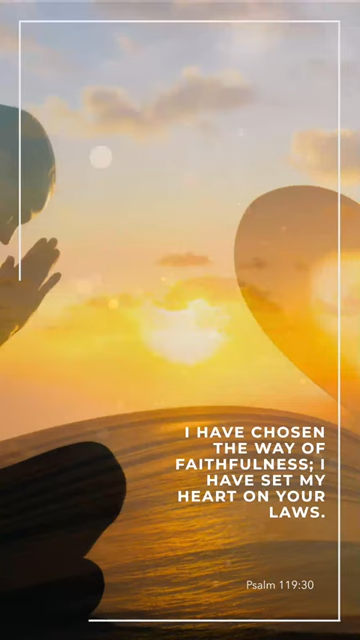 I HAVE CHOSEN
THE WAY OF
FAITHFULNESS; I
HAVE SET MY
HEART ON YOUR
LAWS.
Psalm 119:30